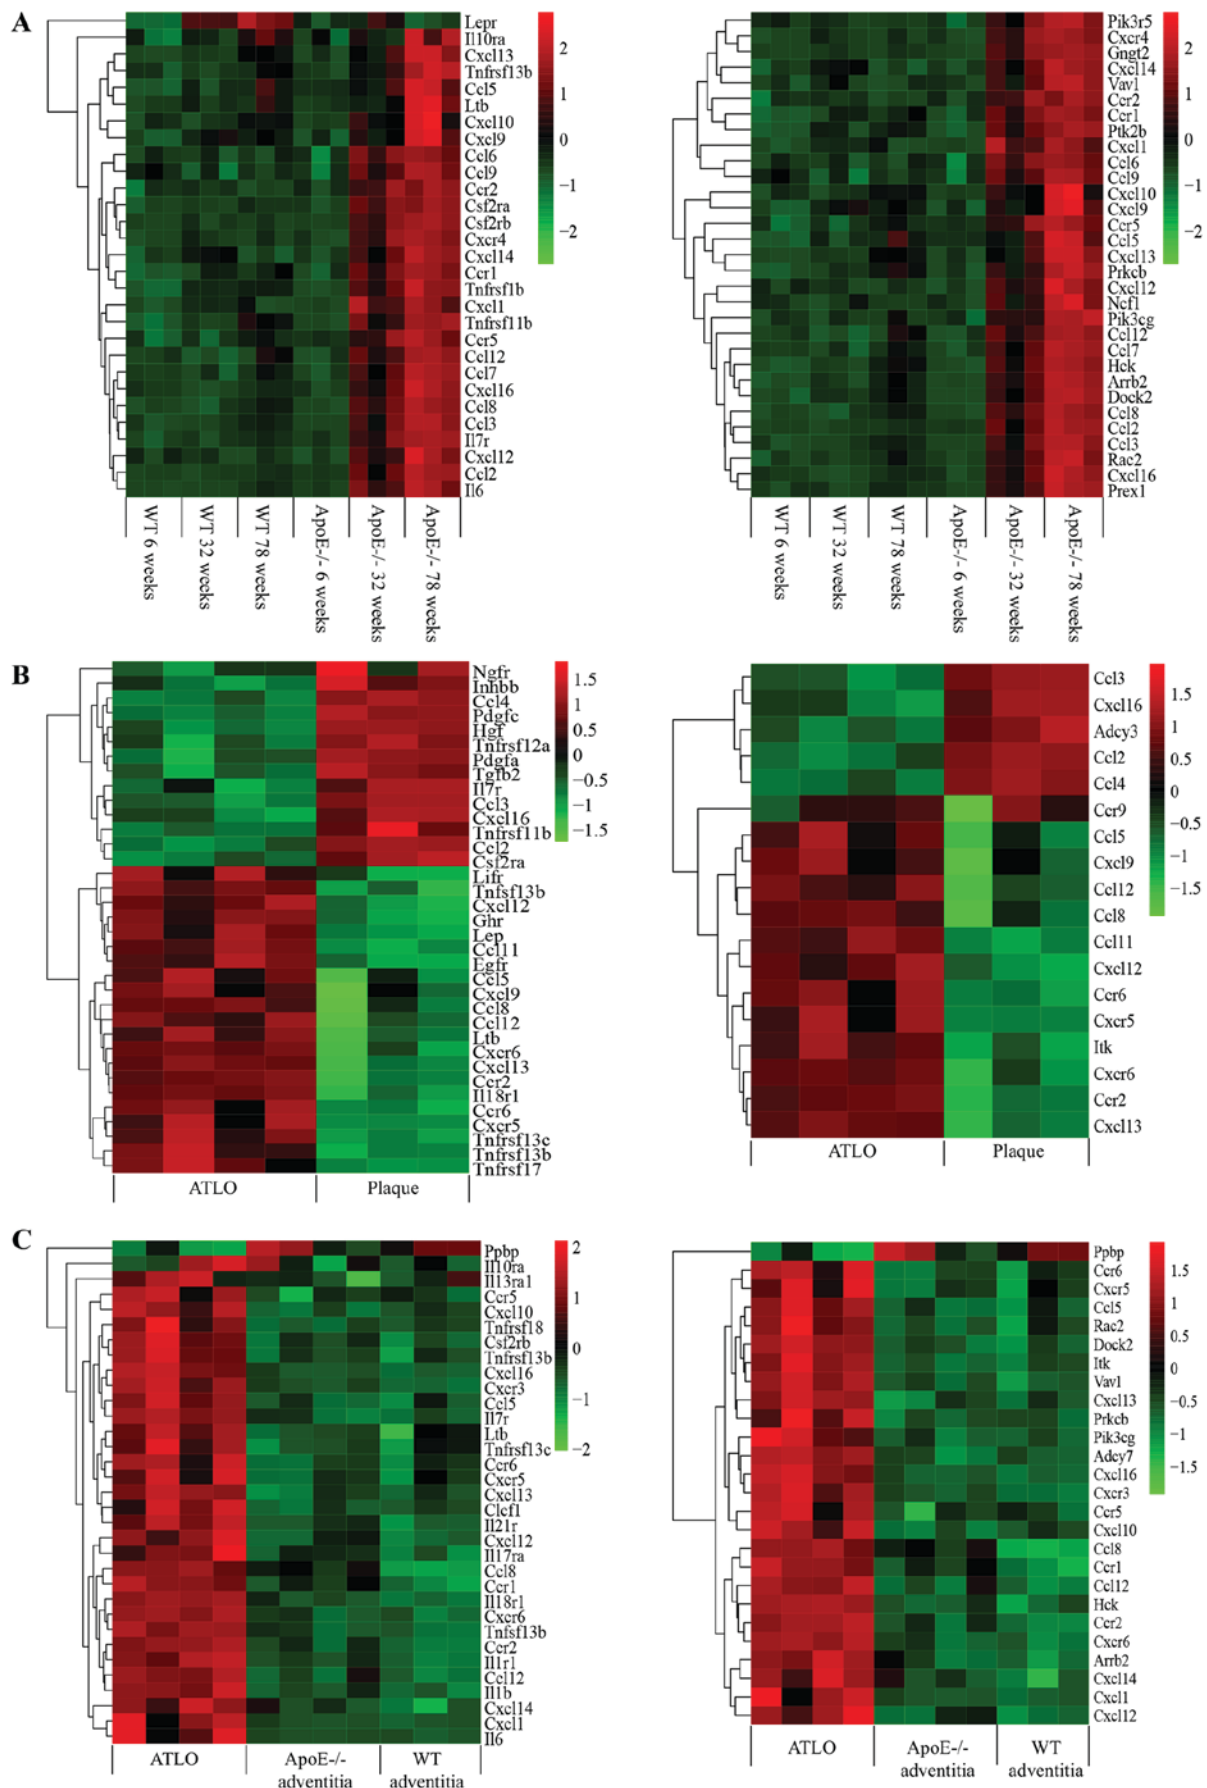 A
Lepr
Il10ra
Cxcl13
Tnfrsf13b
Ccl5
Ltb
Cxcl10
Cxcl9
Ccl6
Ccl9
Ccr2
Csf2ra
Csf2rb
Cxcr4
Cxcl14
Ccr1
Tnfrsf1b
Cxcl1
Tnfrsf11b
Ccr5
Ccl12
Ccl7
Cxcl16
Ccl8
Ccl3
Il7r
Cxcl12
Ccl2
Il6
2
1
0
−1
−2
WT 6 weeks
WT 32 weeks
WT 78 weeks
ApoE-/- 6 weeks
ApoE-/- 32 weeks
ApoE-/- 78 weeks
Pik3r5
Cxcr4
Gngt2
Cxcl14
Vav1
Ccr2
Ccr1
Ptk2b
Cxcl1
Ccl6
Ccl9
Cxcl10
Cxcl9
Ccr5
Ccl5
Cxcl13
Prkcb
Cxcl12
Ncf1
Pik3cg
Ccl12
Ccl7
Hck
Arrb2
Dock2
Ccl8
Ccl2
Ccl3
Rac2
Cxcl16
Prex1
2
1
0
−1
−2
WT 6 weeks
WT 32 weeks
WT 78 weeks
ApoE-/- 6 weeks
ApoE-/- 32 weeks
ApoE-/- 78 weeks
B
Ngfr
Inhbb
Ccl4
Pdgfc
Hgf
Tnfrsf12a
Pdgfa
Tgfb2
Il7r
Ccl3
Cxcl16
Tnfrsf11b
Ccl2
Csf2ra
Lifr
Tnfsf13b
Cxcl12
Ghr
Lep
Ccl11
Egfr
Ccl5
Cxcl9
Ccl8
Ccl12
Ltb
Cxcr6
Cxcl13
Ccr2
Il18r1
Ccr6
Cxcr5
Tnfrsf13c
Tnfrsf13b
Tnfrsf17
1.5
1
0.5
0
−0.5
−1
−1.5
ATLO
Plaque
Ccl3
Cxcl16
Adcy3
Ccl2
Ccl4
Ccr9
Ccl5
Cxcl9
Ccl12
Ccl8
Ccl11
Cxcl12
Ccr6
Cxcr5
Itk
Cxcr6
Ccr2
Cxcl13
1.5
1
0.5
0
−0.5
−1
−1.5
ATLO
Plaque
C
Ppbp
Il10ra
Il13ra1
Ccr5
Cxcl10
Tnfrsf18
Csf2rb
Tnfrsf13b
Cxcl16
Cxcr3
Ccl5
Il7r
Ltb
Tnfrsf13c
Ccr6
Cxcr5
Cxcl13
Clcf1
Il21r
Cxcl12
Il17ra
Ccl8
Ccr1
Il18r1
Cxcr6
Tnfsf13b
Ccr2
Il1r1
Ccl12
Il1b
Cxcl14
Cxcl1
Il6
2
1
0
−1
−2
ATLO
ApoE-/-
adventitia
WT
adventitia
Ppbp
Ccr6
Cxcr5
Ccl5
Rac2
Dock2
Itk
Vav1
Cxcl13
Prkcb
Pik3cg
Adcy7
Cxcl16
Cxcr3
Ccr5
Cxcl10
Ccl8
Ccr1
Ccl12
Hck
Ccr2
Cxcr6
Arrb2
Cxcl14
Cxcl1
Cxcl12
1.5
1
0.5
0
−0.5
−1
−1.5
ATLO
ApoE-/-
adventitia
WT
adventitia